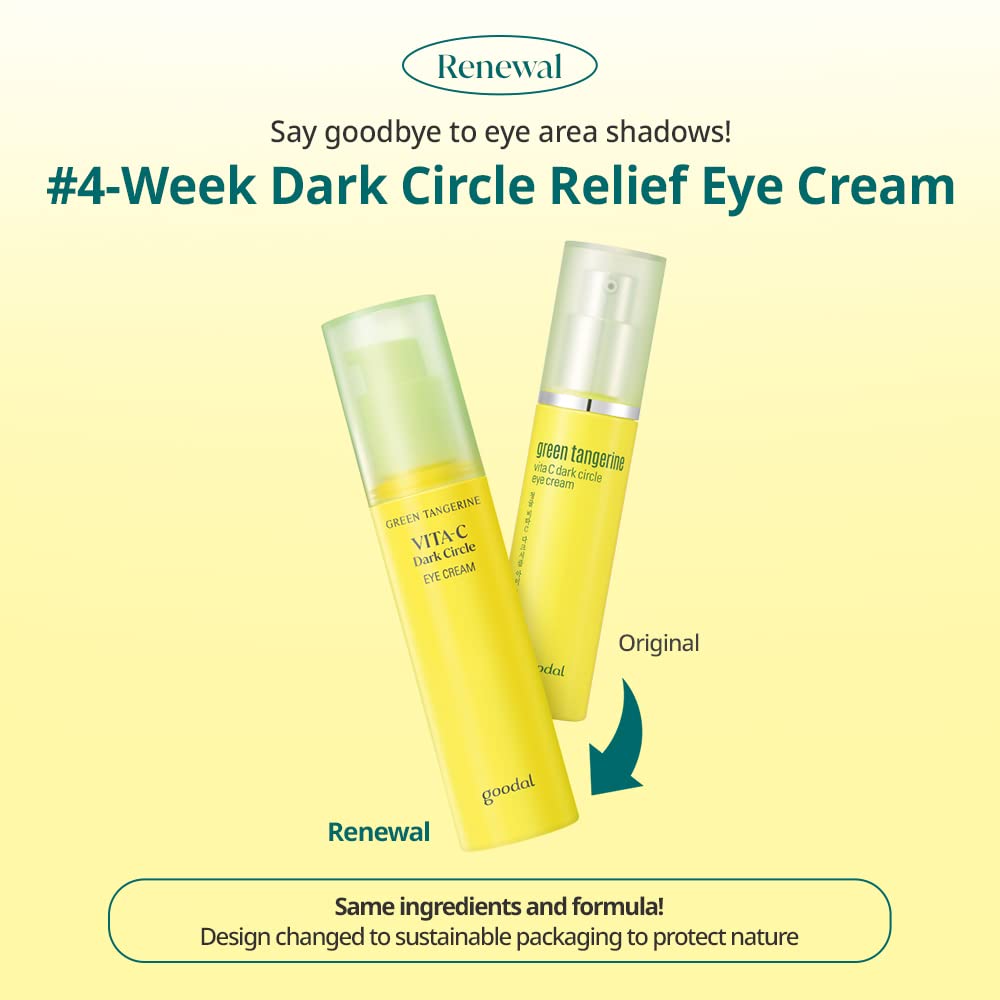 Renewal
Say goodbye to eye area shadows!
#4-Week Dark Circle Relief Eye Cream
green tangerine
vita C dark circle
eye cream
GREEN TANGERINE
VITA-C
Dark Circle
EYE CREAM
Original
goodal
Renewal
Same ingredients and formula!
Design changed to sustainable packaging to protect nature